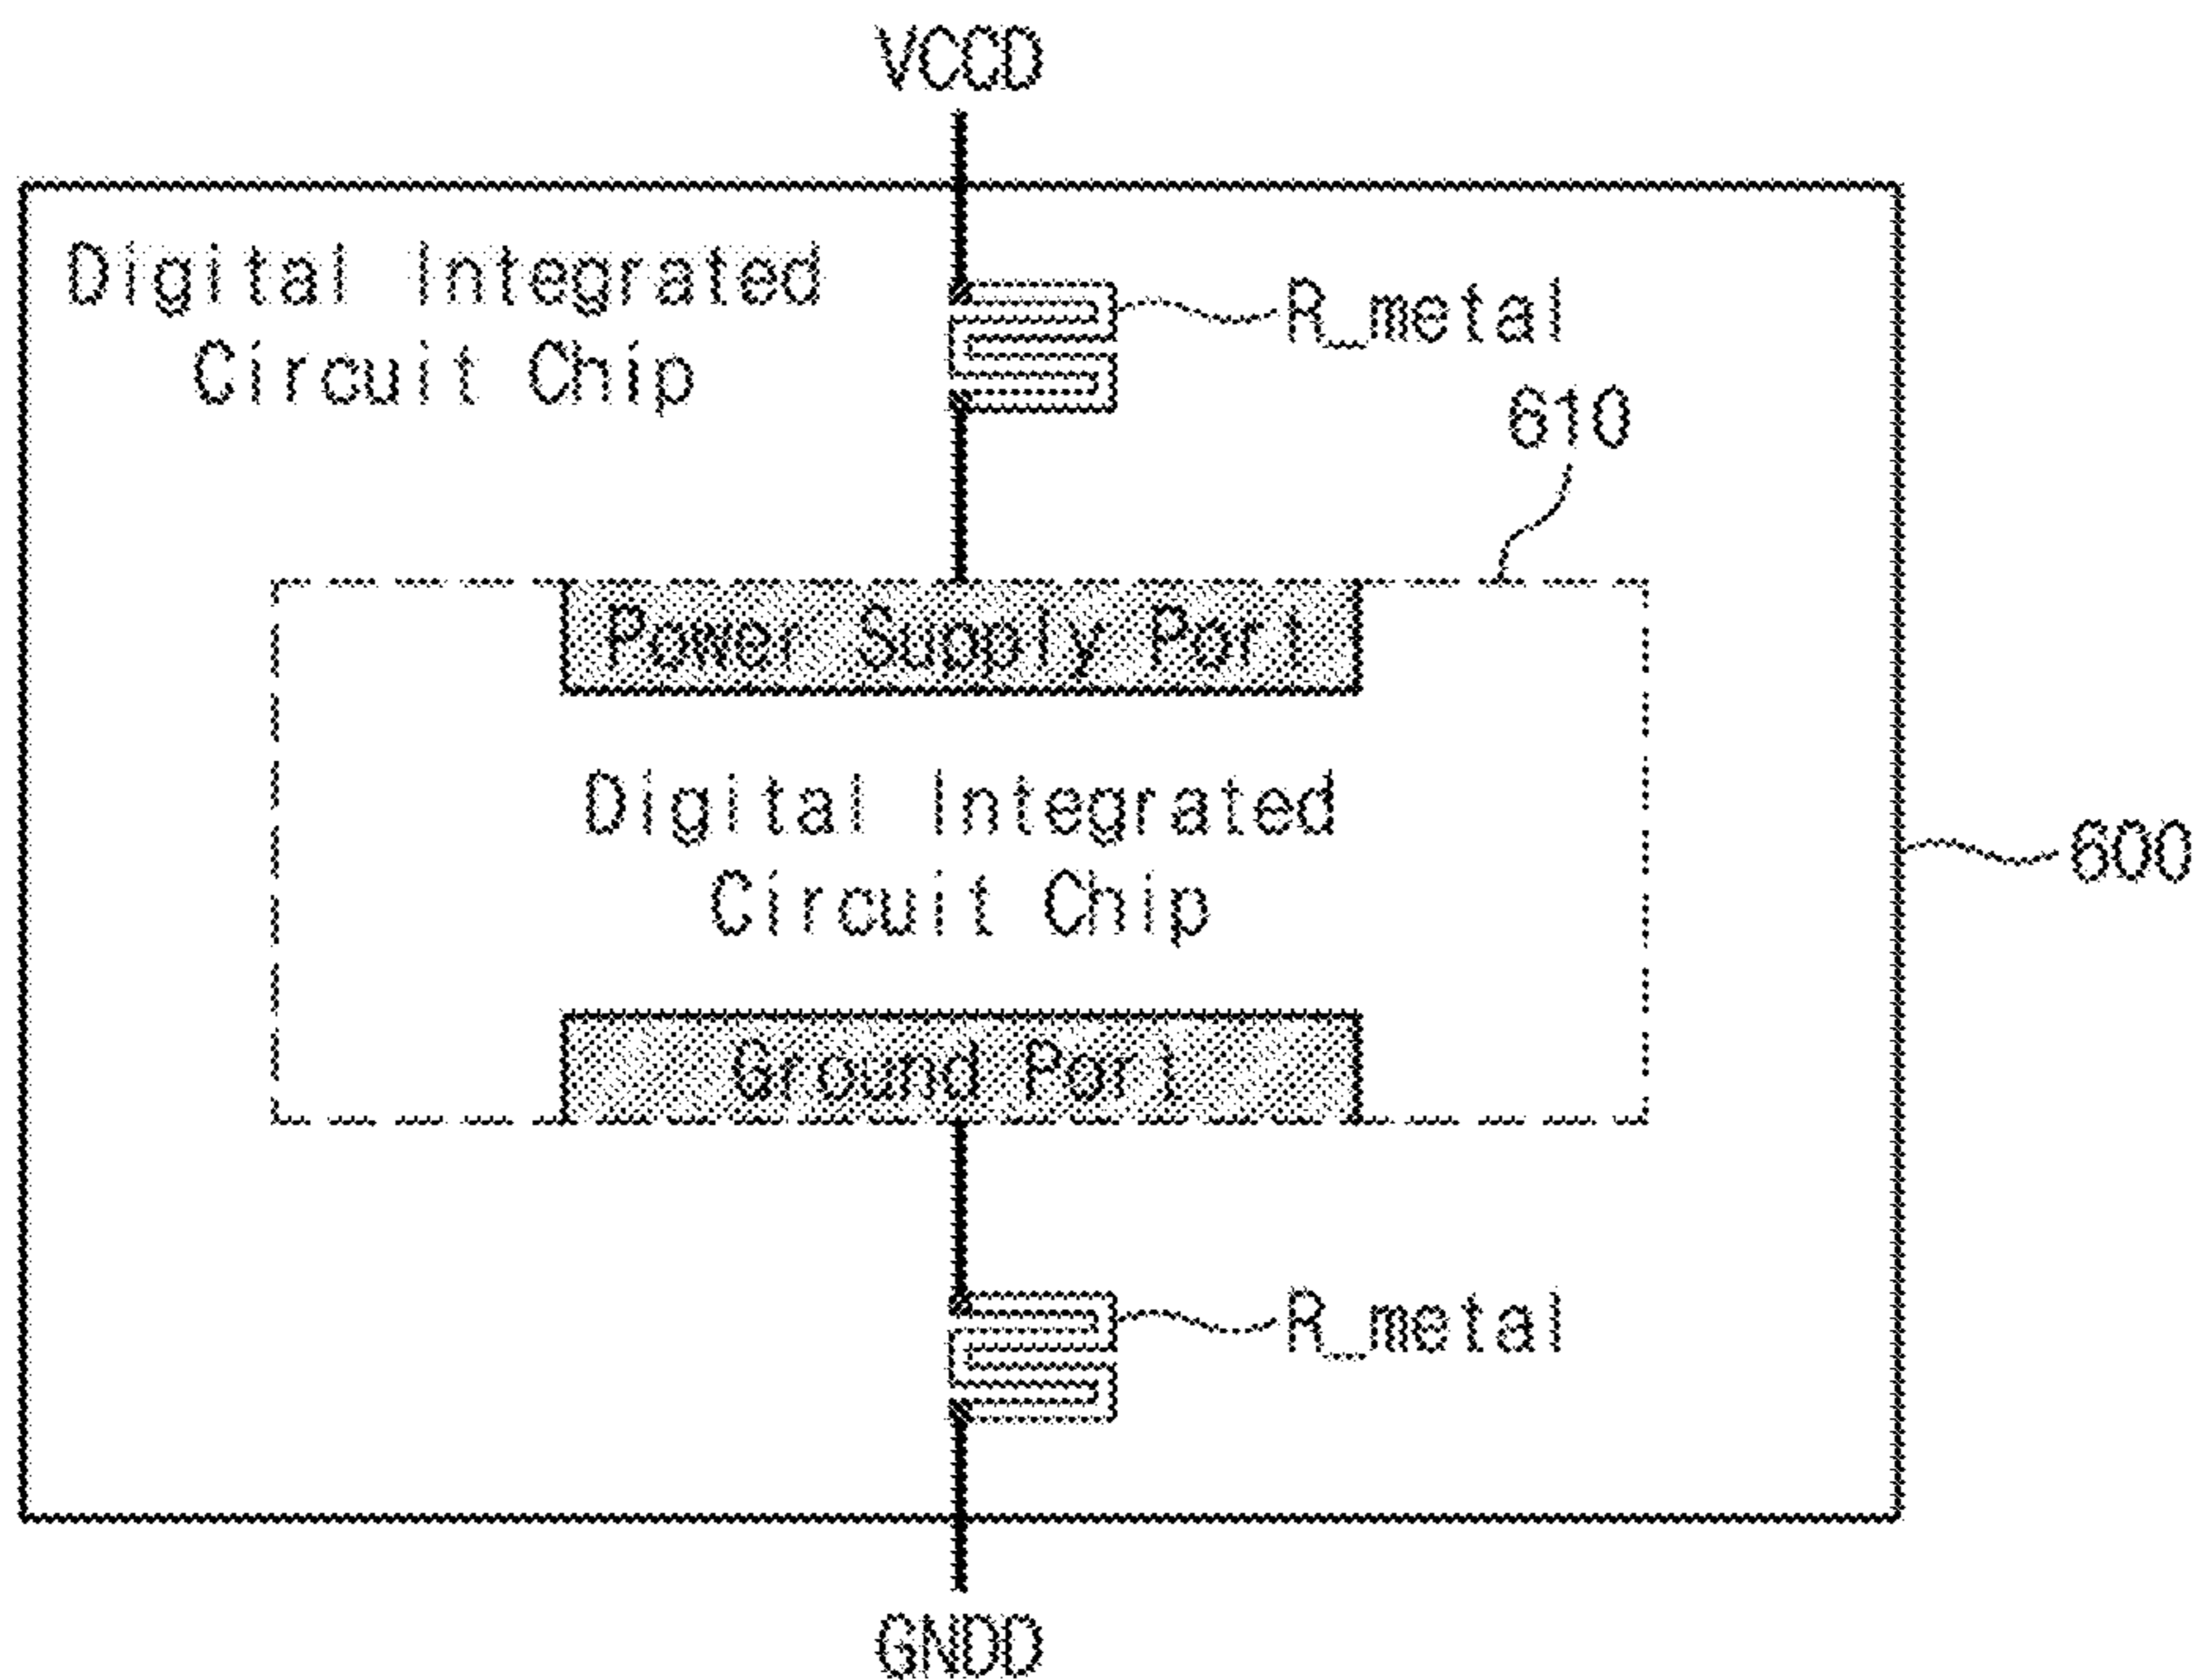 VCCD
Digital Integrated
Circuit Chip
R_metal
610
Power Supply Port
Digital Integrated
Circuit Chip
600
Ground Port
R_metal
GNDD